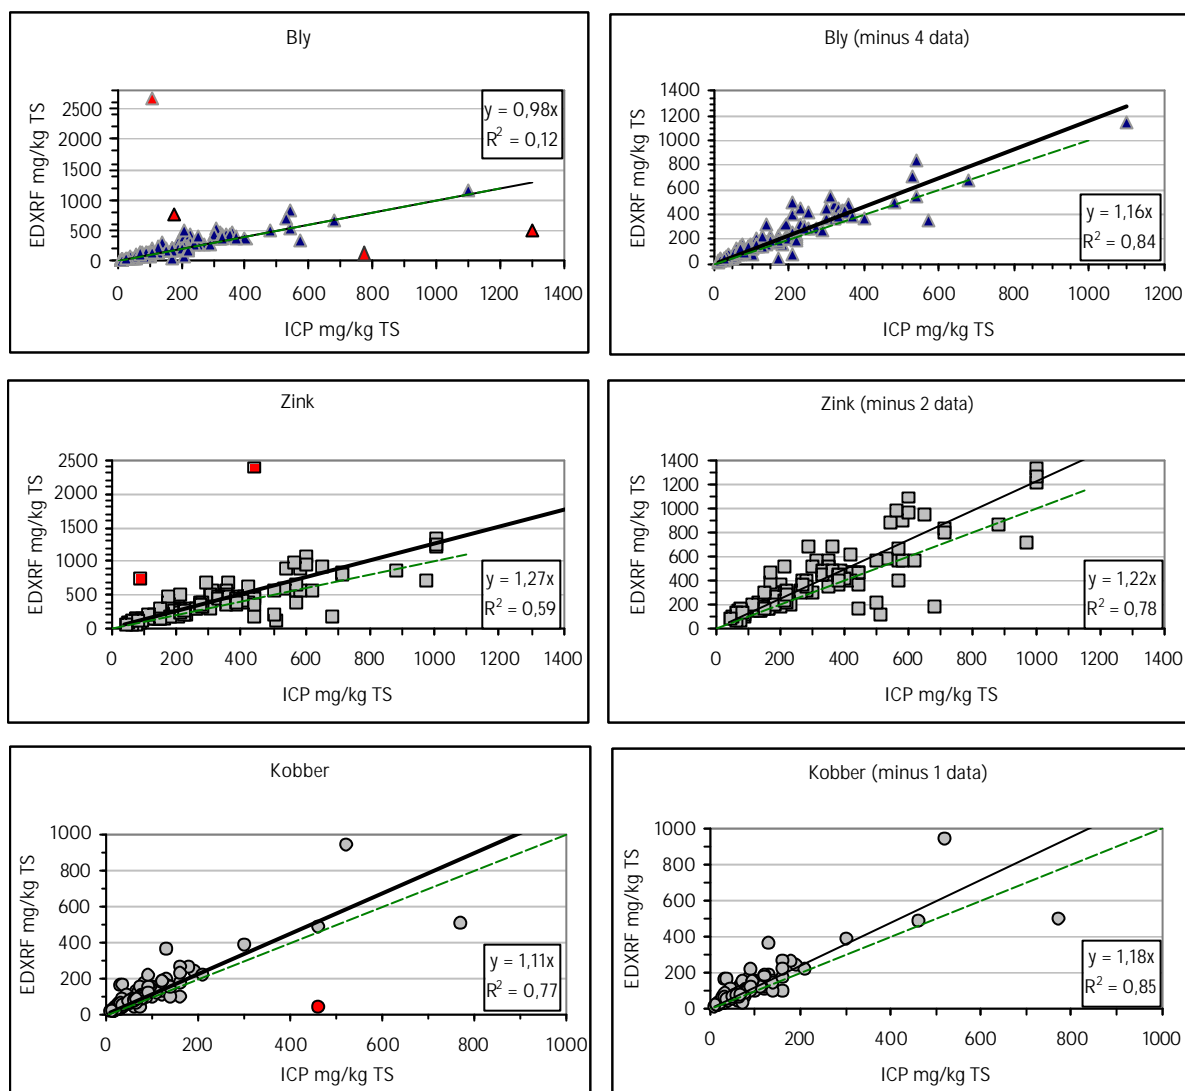 Bly
EDXRF mg/kg TS
2500
2000
1500
1000
500
0
y = 0,98x
R² = 0,12
0 200 400 600 800 1000 1200 1400
ICP mg/kg TS
Bly (minus 4 data)
EDXRF mg/kg TS
1400
1200
1000
800
600
400
200
0
y = 1,16x
R² = 0,84
0 200 400 600 800 1000 1200
ICP mg/kg TS
Zink
EDXRF mg/kg TS
2500
2000
1500
1000
500
0
y = 1,27x
R² = 0,59
0 200 400 600 800 1000 1200 1400
ICP mg/kg TS
Zink (minus 2 data)
EDXRF mg/kg TS
1400
1200
1000
800
600
400
200
0
y = 1,22x
R² = 0,78
0 200 400 600 800 1000 1200 1400
ICP mg/kg TS
Kobber
EDXRF mg/kg TS
1000
800
600
400
200
0
y = 1,11x
R² = 0,77
0 200 400 600 800 1000
ICP mg/kg TS
Kobber (minus 1 data)
EDXRF mg/kg TS
1000
800
600
400
200
0
y = 1,18x
R² = 0,85
0 200 400 600 800 1000
ICP mg/kg TS